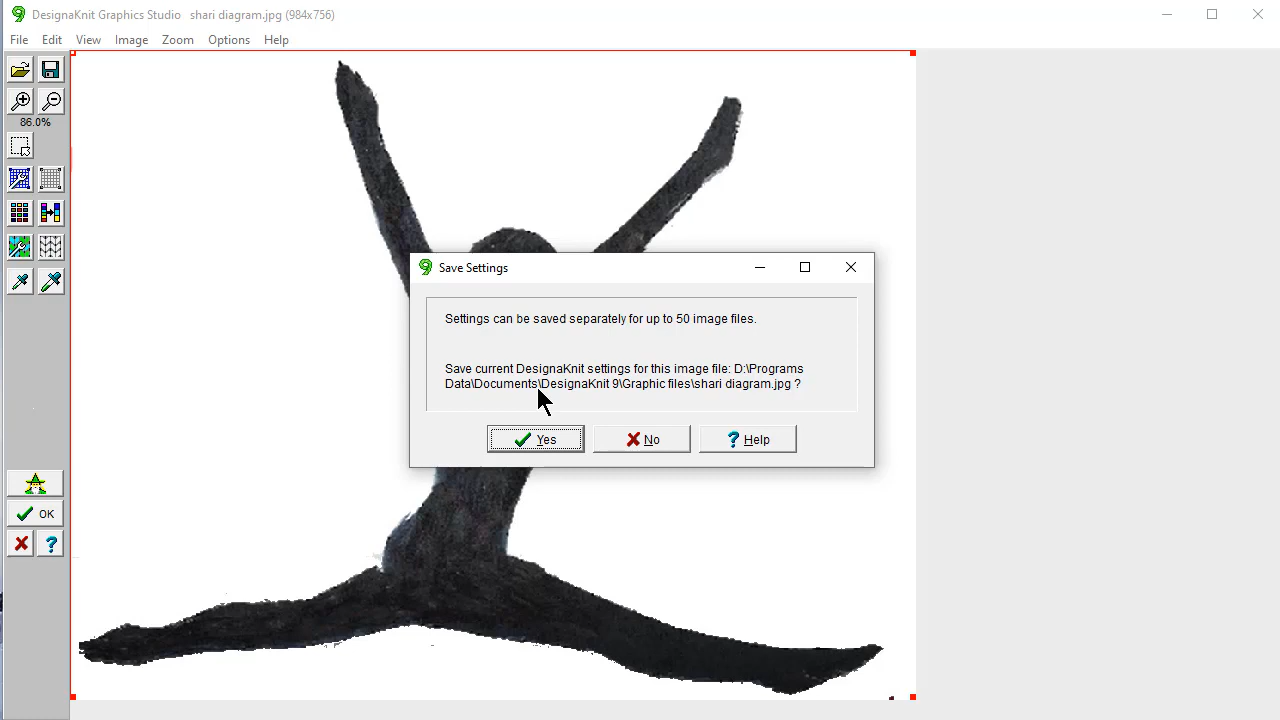 DesignaKnit Graphics Studio shari diagram.jpg (984x756)
File Edit View Image Zoom Options Help
86.0%
Save Settings
Settings can be saved separately for up to 50 image files.
Save current DesignaKnit settings for this image file: D:\Programs
Data\Documents\DesignaKnit 9\Graphic files\shari diagram.jpg ?
Yes No ? Help
OK
?